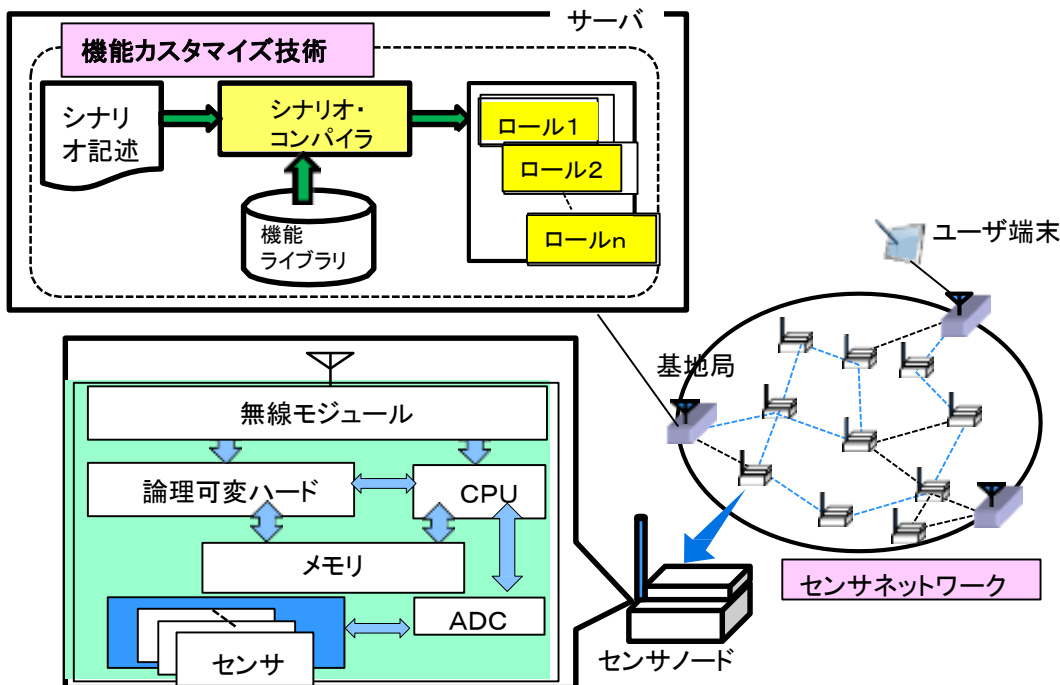 サーバ
機能カスタマイズ技術
シナリ
オ記述
シナリオ・
コンパイラ
機能
ライブラリ
ロール1
ロール2
ロールn
ユーザ端末
基地局
無線モジュール
論理可変ハード
CPU
メモリ
ADC
センサ
センサノード
センサネットワーク